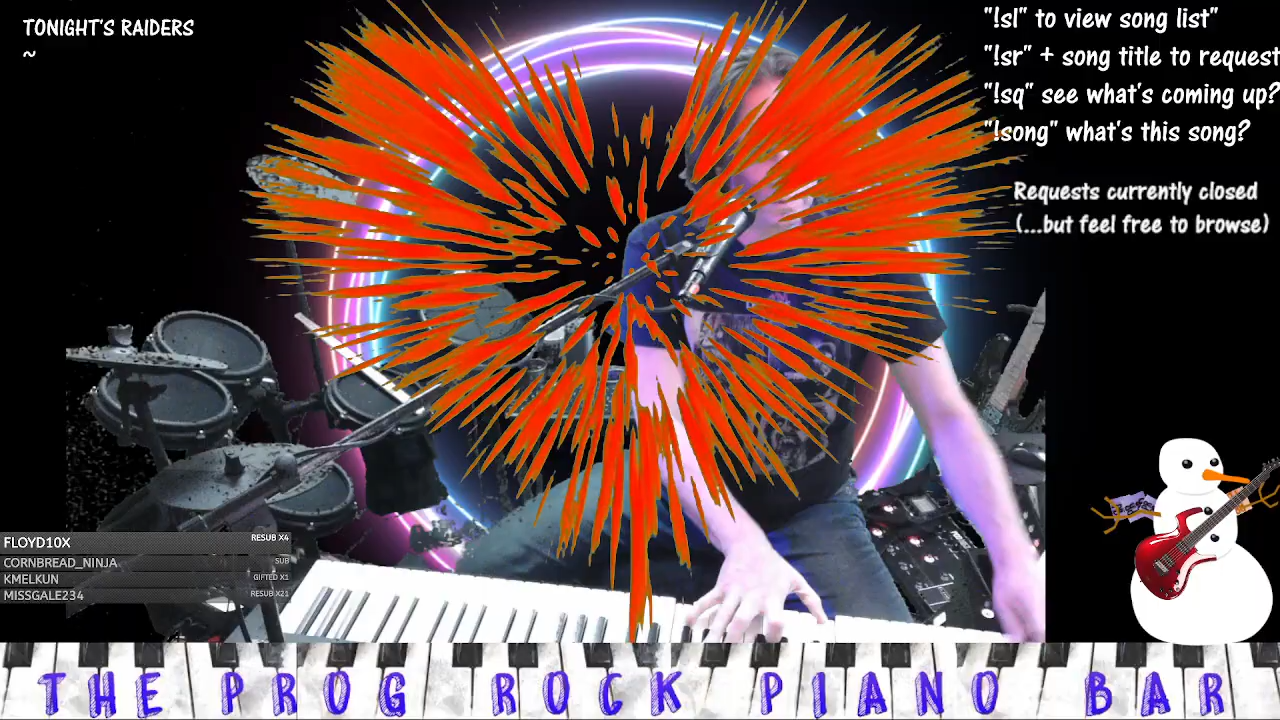 TONIGHT'S RAIDERS
~
"!sl" to view song list"
"!sr" + song title to request
"!sq" see what's coming up?
"!song" what's this song?
Requests currently closed
(...but feel free to browse)
FLOYD10X RESUB X4
CORNBREAD_NINJA SUB
KMELKUN GIFTED X1
MISSGALE234 RESUB X21
THE PROG ROCK PIANO BAR